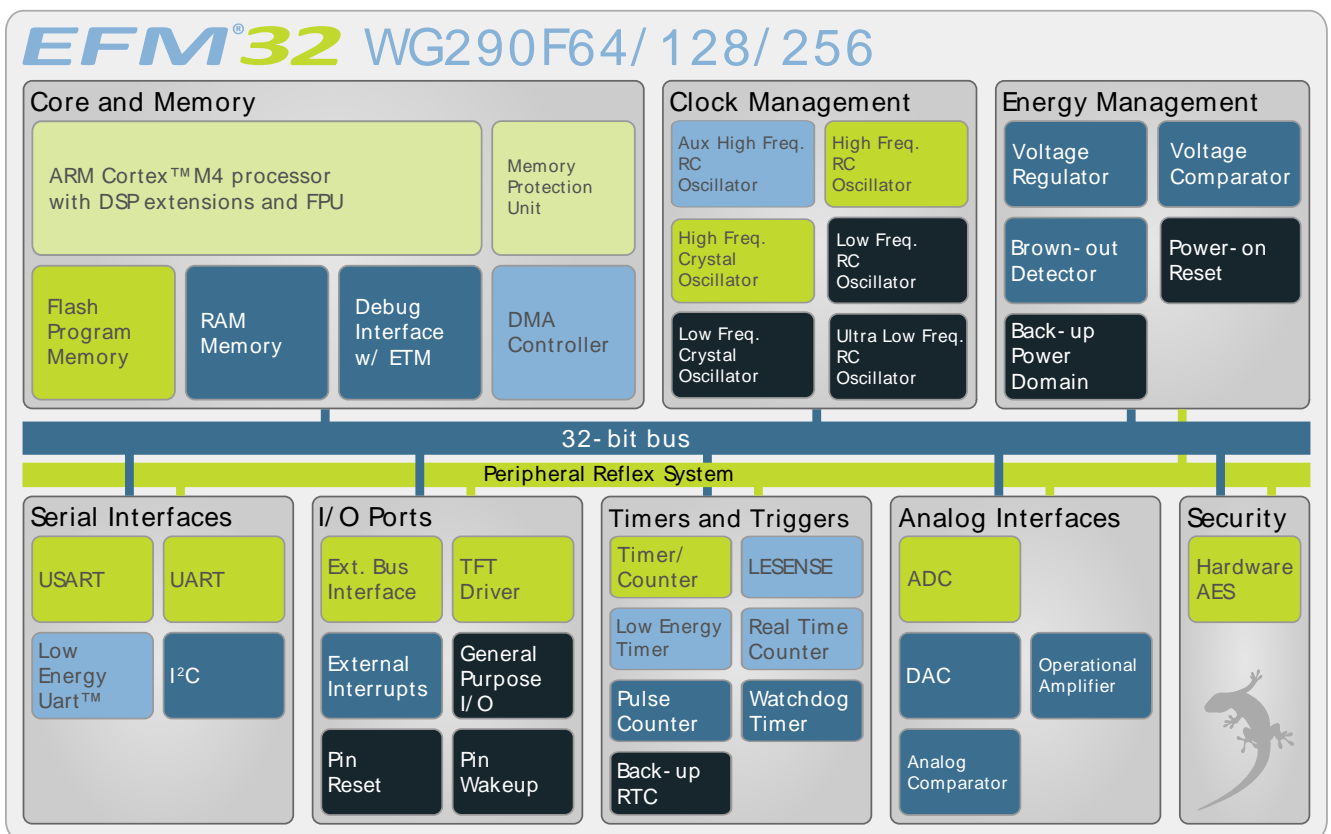 EFM®32 WG290F64/128/256
Core and Memory
ARM Cortex™ M4 processor
with DSP extensions and FPU
Memory
Protection
Unit
Flash
Program
Memory
RAM
Memory
Debug
Interface
w/ ETM
DMA
Controller
Clock Management
Aux High Freq.
RC
Oscillator
High Freq.
RC
Oscillator
High Freq.
Crystal
Oscillator
Low Freq.
RC
Oscillator
Low Freq.
Crystal
Oscillator
Ultra Low Freq.
RC
Oscillator
Energy Management
Voltage
Regulator
Voltage
Comparator
Brown-out
Detector
Power-on
Reset
Back-up
Power
Domain
32-bit bus
Peripheral Reflex System
Serial Interfaces
USART
UART
Low
Energy
Uart™
I²C
I/O Ports
Ext. Bus
Interface
TFT
Driver
External
Interrupts
General
Purpose
I/O
Pin
Reset
Pin
Wakeup
Timers and Triggers
Timer/
Counter
LESENSE
Low Energy
Timer
Real Time
Counter
Pulse
Counter
Watchdog
Timer
Back-up
RTC
Analog Interfaces
ADC
DAC
Operational
Amplifier
Analog
Comparator
Security
Hardware
AES